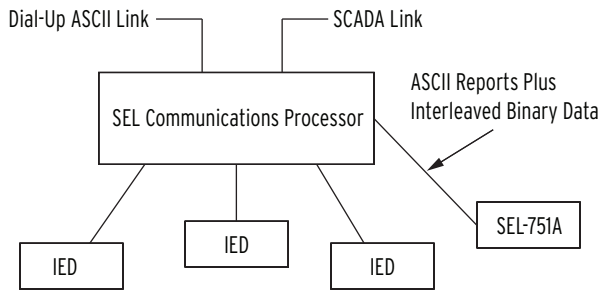 Dial-Up ASCII Link
SCADA Link
SEL Communications Processor
ASCII Reports Plus
Interleaved Binary Data
SEL-751A
IED
IED
IED